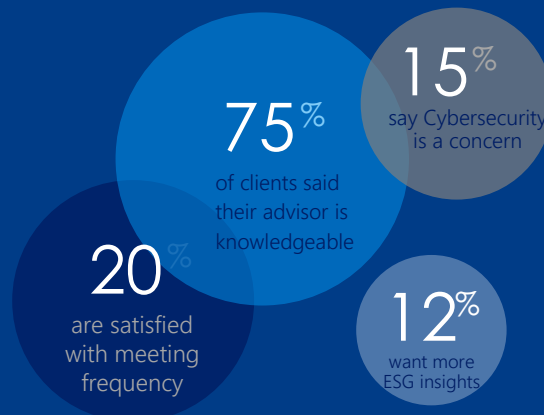 75%
of clients said
their advisor is
knowledgeable
15%
say Cybersecurity
is a concern
20%
are satisfied
with meeting
frequency
12%
want more
ESG insights